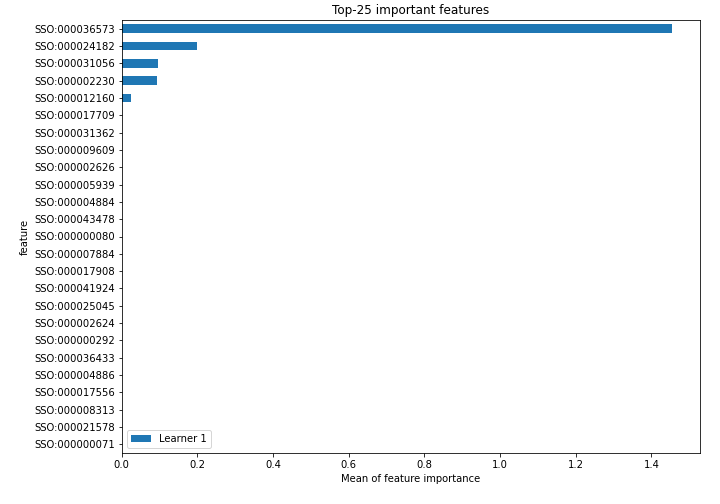 Top-25 important features
SSO:000036573
SSO:000024182
SSO:000031056
SSO:000002230
SSO:000012160
SSO:000017709
SSO:000031362
SSO:000009609
SSO:000002626
SSO:000005939
SSO:000004884
SSO:000043478
SSO:000000080
SSO:000007884
SSO:000017908
SSO:000041924
SSO:000025045
SSO:000002624
SSO:000000292
SSO:000036433
SSO:000004886
SSO:000017556
SSO:000008313
SSO:000021578
SSO:000000071
feature
Learner 1
0.0 0.2 0.4 0.6 0.8 1.0 1.2 1.4
Mean of feature importance